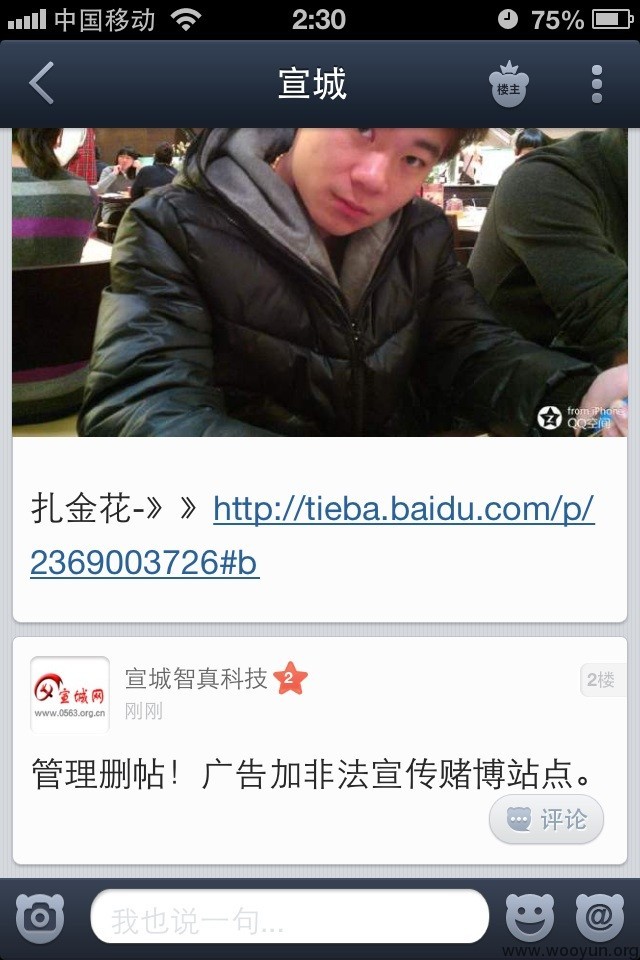 中国移动 2:30 75%
宣城
楼主
from iPhone
QQ空间
扎金花-》》http://tieba.baidu.com/p/
2369003726#b
宣城网
www.0563.org.cn
宣城智真科技 2
刚刚
2楼
管理删帖！广告加非法宣传赌博站点。
评论
我也说一句...
@
www.wooyun.org